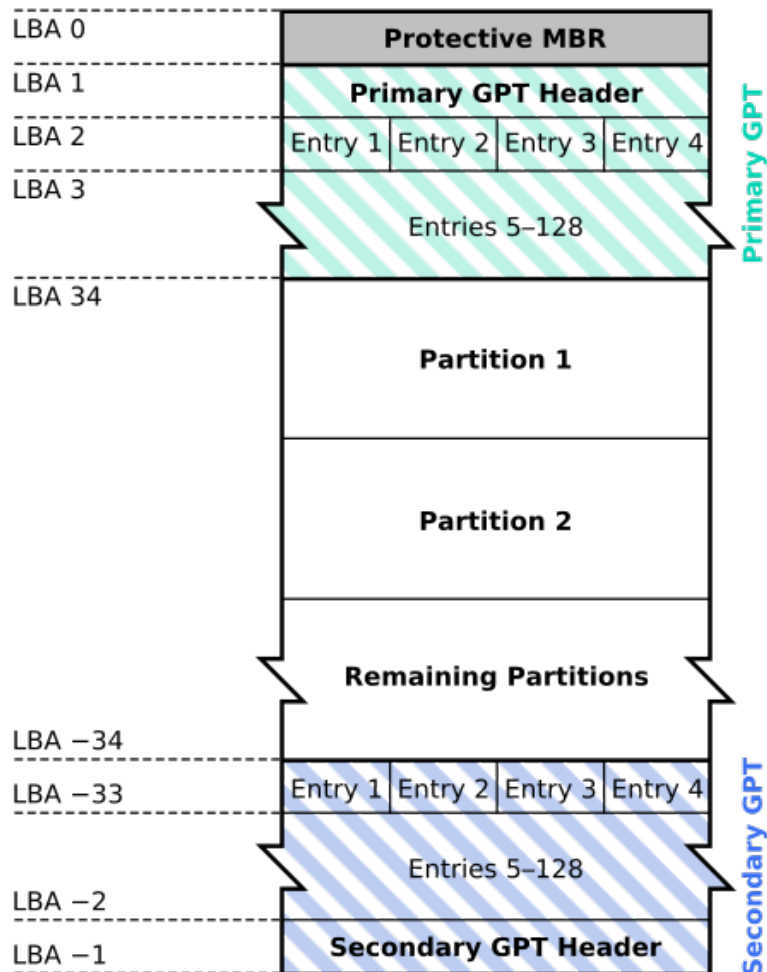 LBA 0
Protective MBR
LBA 1
Primary GPT Header
LBA 2
Entry 1 Entry 2 Entry 3 Entry 4
LBA 3
Entries 5–128
Primary GPT
LBA 34
Partition 1
Partition 2
Remaining Partitions
LBA −34
LBA −33
Entry 1 Entry 2 Entry 3 Entry 4
Entries 5–128
LBA −2
Secondary GPT Header
LBA −1
Secondary GPT